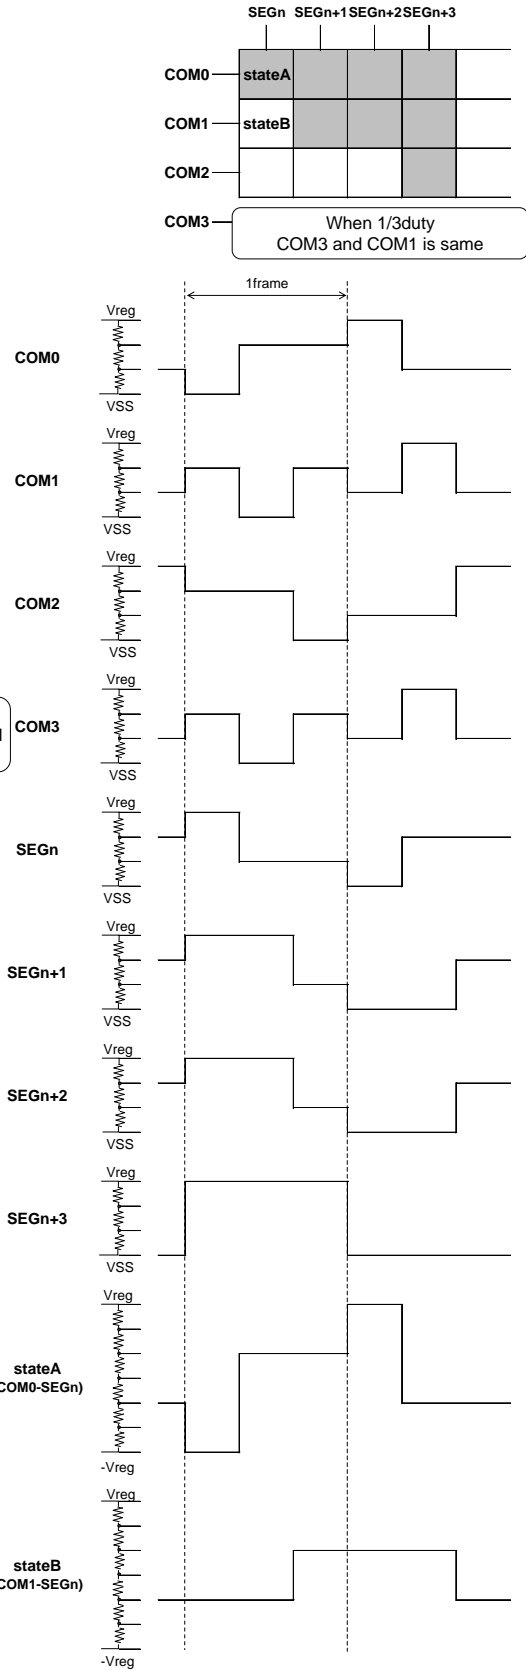 SEGn SEGn+1 SEGn+2 SEGn+3
COM0 stateA
COM1 stateB
COM2
COM3 When 1/3duty
COM3 and COM1 is same
1frame
Vreg
COM0
VSS
Vreg
COM1
VSS
Vreg
COM2
VSS
Vreg
COM3
VSS
Vreg
SEGn
VSS
Vreg
SEGn+1
VSS
Vreg
SEGn+2
VSS
Vreg
SEGn+3
VSS
Vreg
stateA
COM0-SEGn)
-Vreg
Vreg
stateB
COM1-SEGn)
-Vreg